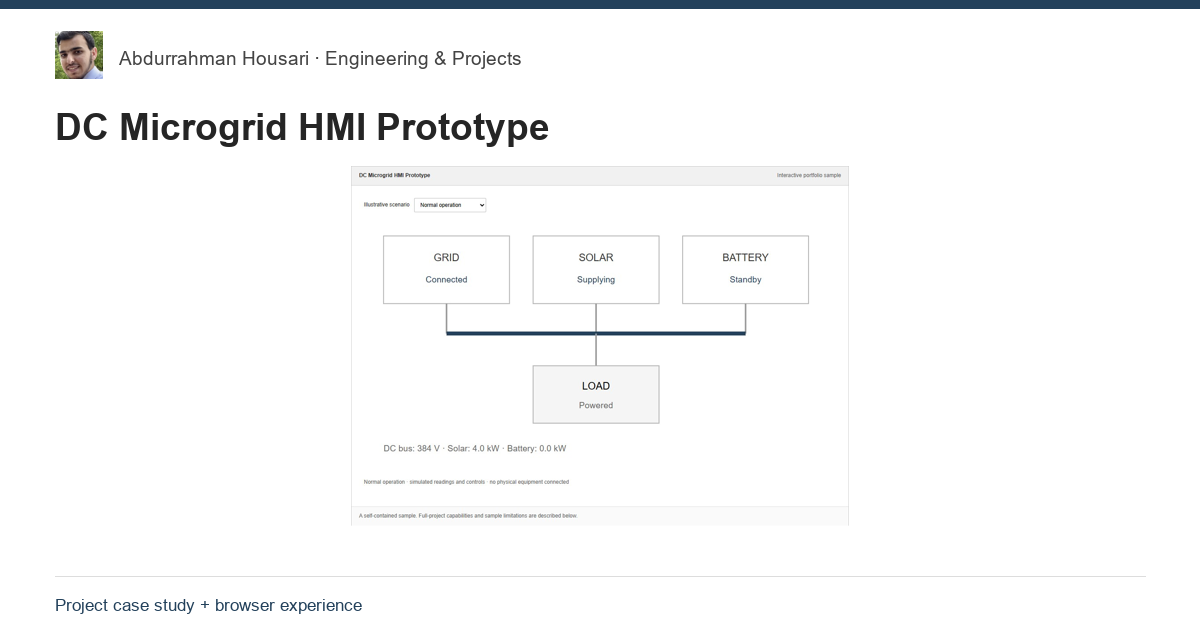 Abdurrahman Housari · Engineering & Projects
DC Microgrid HMI Prototype
DC Microgrid HMI Prototype
Interactive portfolio sample
Illustrative scenario
Normal operation
GRID
Connected
SOLAR
Supplying
BATTERY
Standby
LOAD
Powered
DC bus: 384 V · Solar: 4.0 kW · Battery: 0.0 kW
Normal operation · simulated readings and controls · no physical equipment connected
A self-contained sample. Full-project capabilities and sample limitations are described below.
Project case study + browser experience